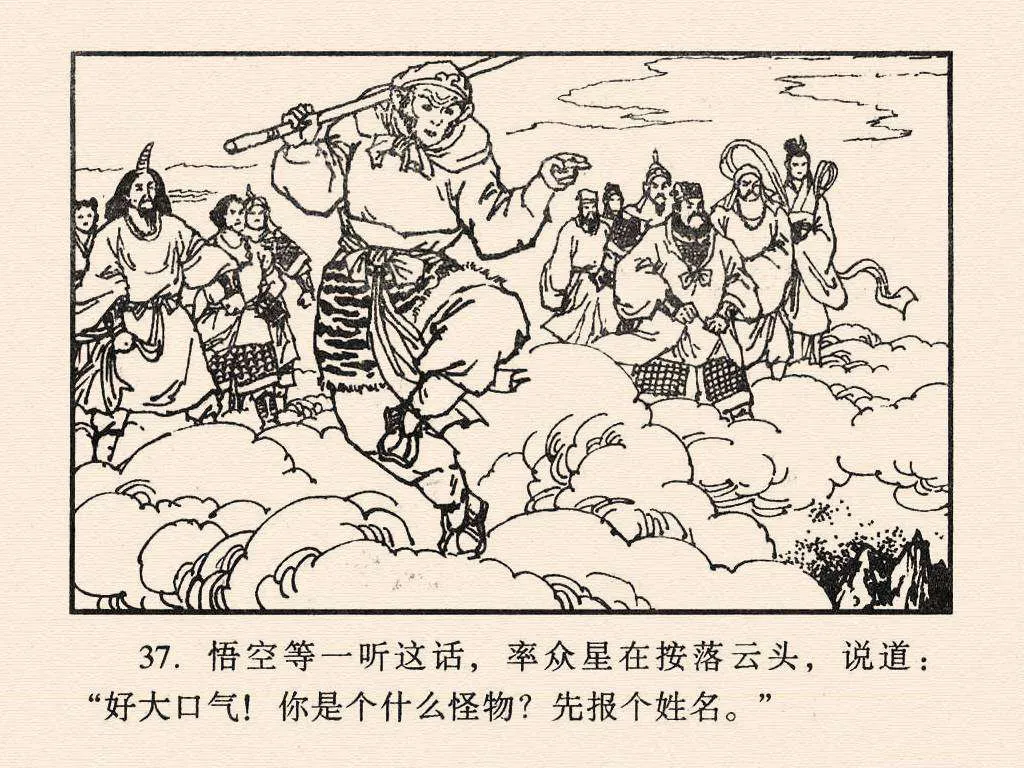 37. 悟空等一听这话，率众星在按落云头，说道：
“好大口气！你是个什么怪物？先报个姓名。”